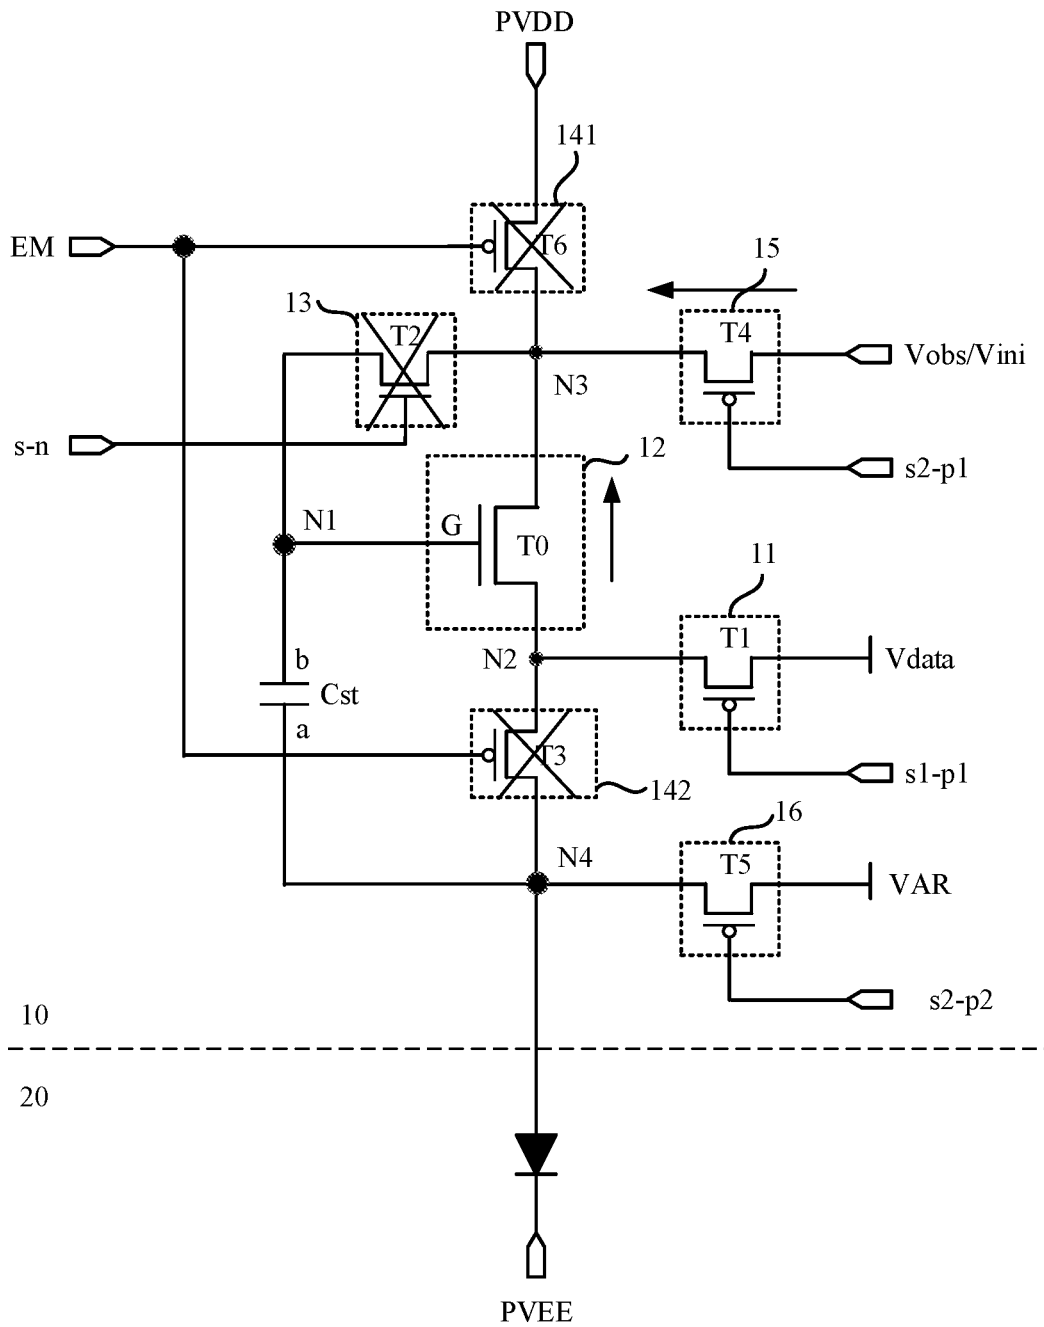 PVDD
141
EM
T6
15
13
T2
T4
Vobs/Vini
N3
s-n
12
s2-p1
N1
G
T0
11
T1
N2
Vdata
b
Cst
a
T3
142
s1-p1
16
N4
T5
VAR
s2-p2
10
20
PVEE